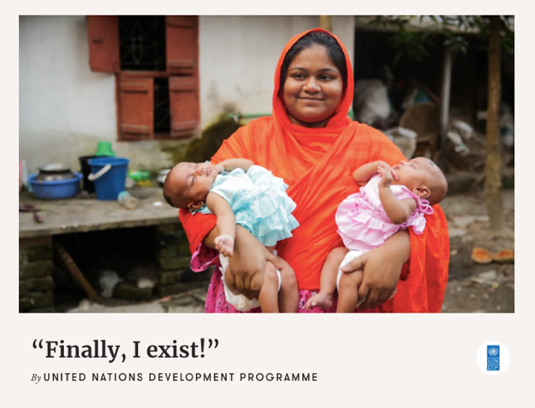 “Finally, I exist!”
By UNITED NATIONS DEVELOPMENT PROGRAMME
U N
D P